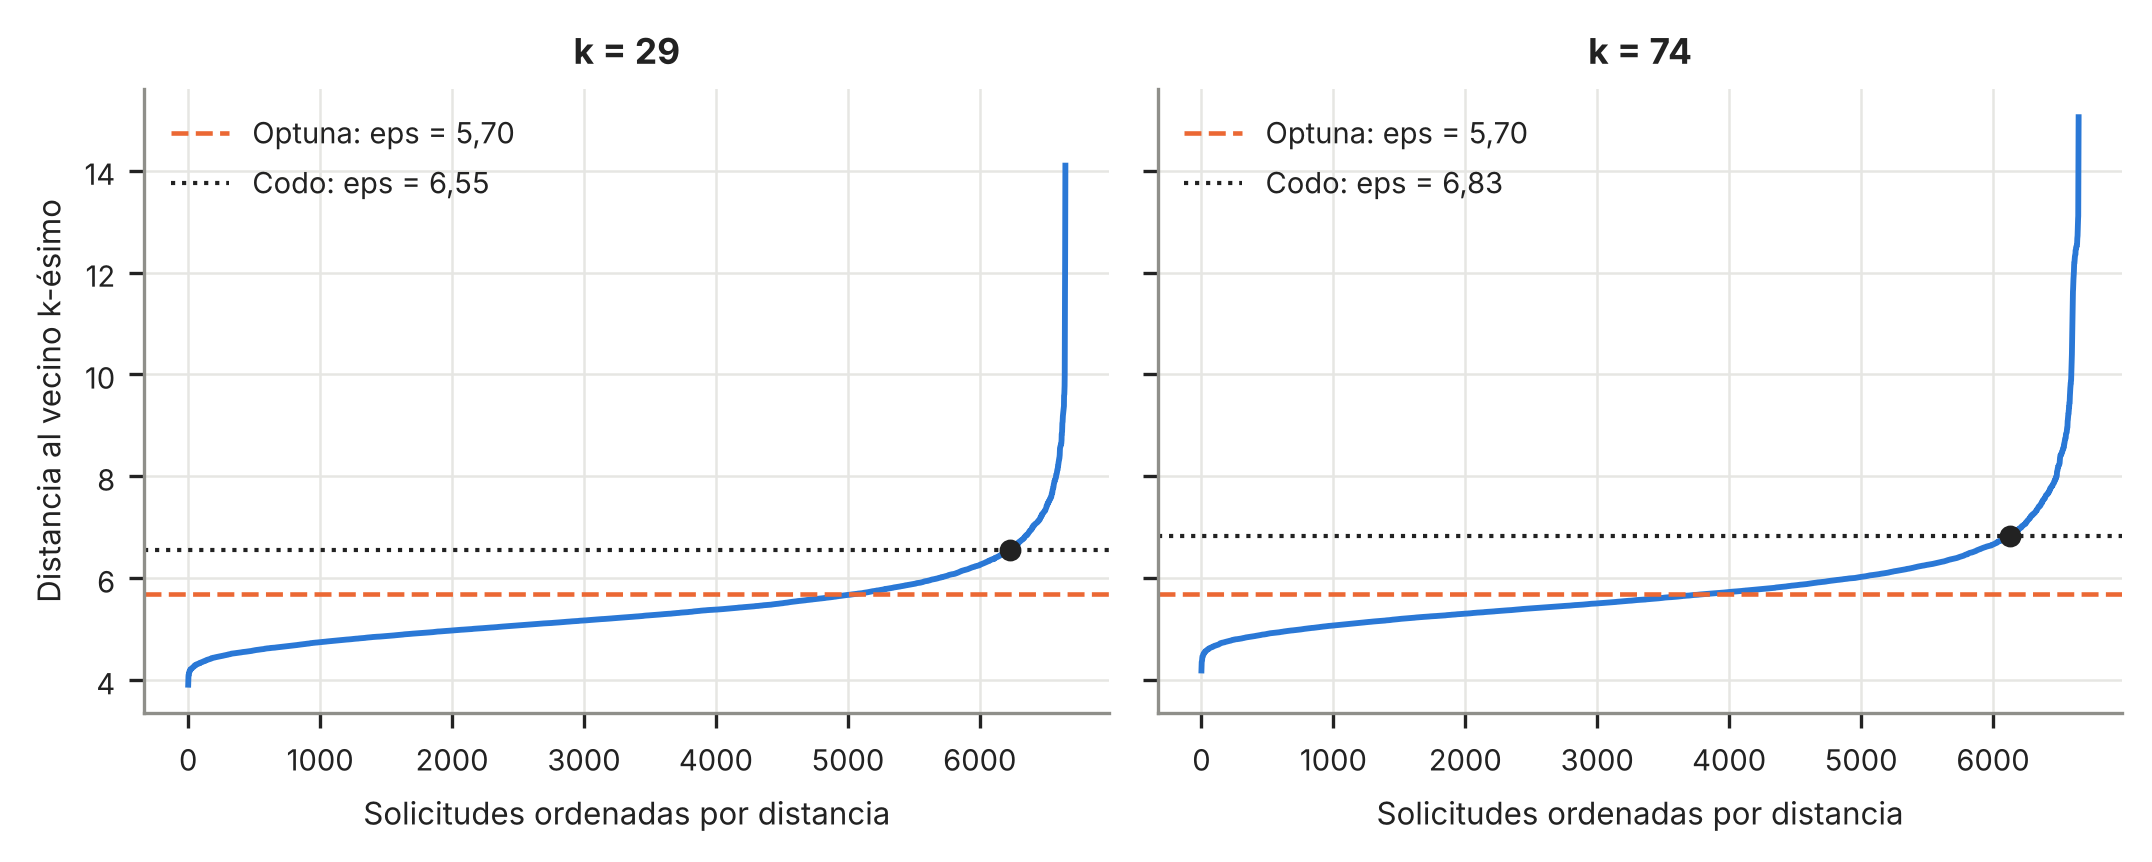 k = 29
Optuna: eps = 5,70
Codo: eps = 6,55
Distancia al vecino k-ésimo
14
12
10
8
6
4
0 1000 2000 3000 4000 5000 6000
Solicitudes ordenadas por distancia
k = 74
Optuna: eps = 5,70
Codo: eps = 6,83
0 1000 2000 3000 4000 5000 6000
Solicitudes ordenadas por distancia